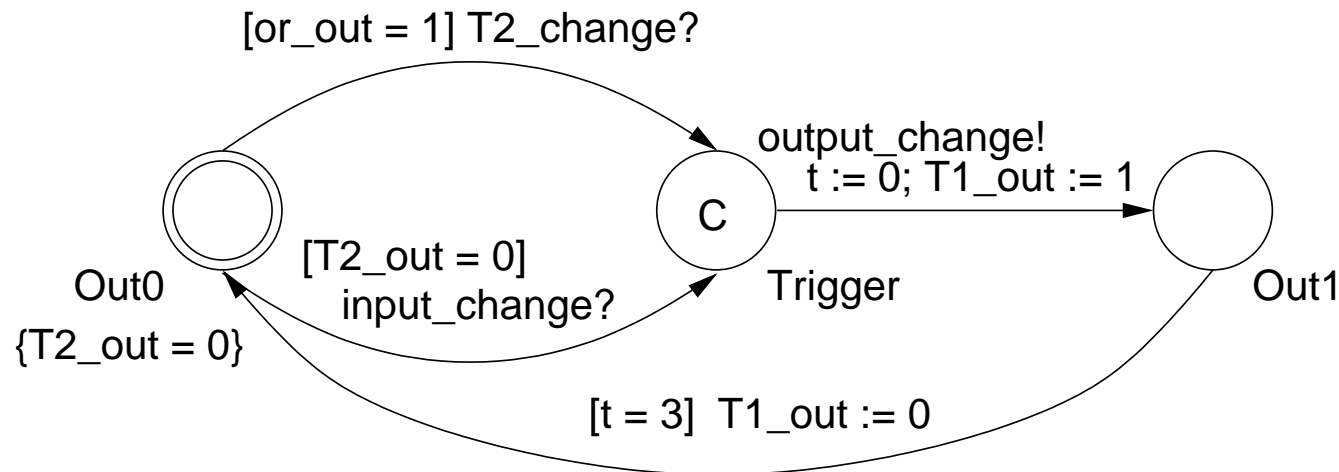 [or_out = 1] T2_change?
output_change!
t := 0; T1_out := 1
C
[T2_out = 0]
input_change?
Out0
Trigger
Out1
{T2_out = 0}
[t = 3] T1_out := 0